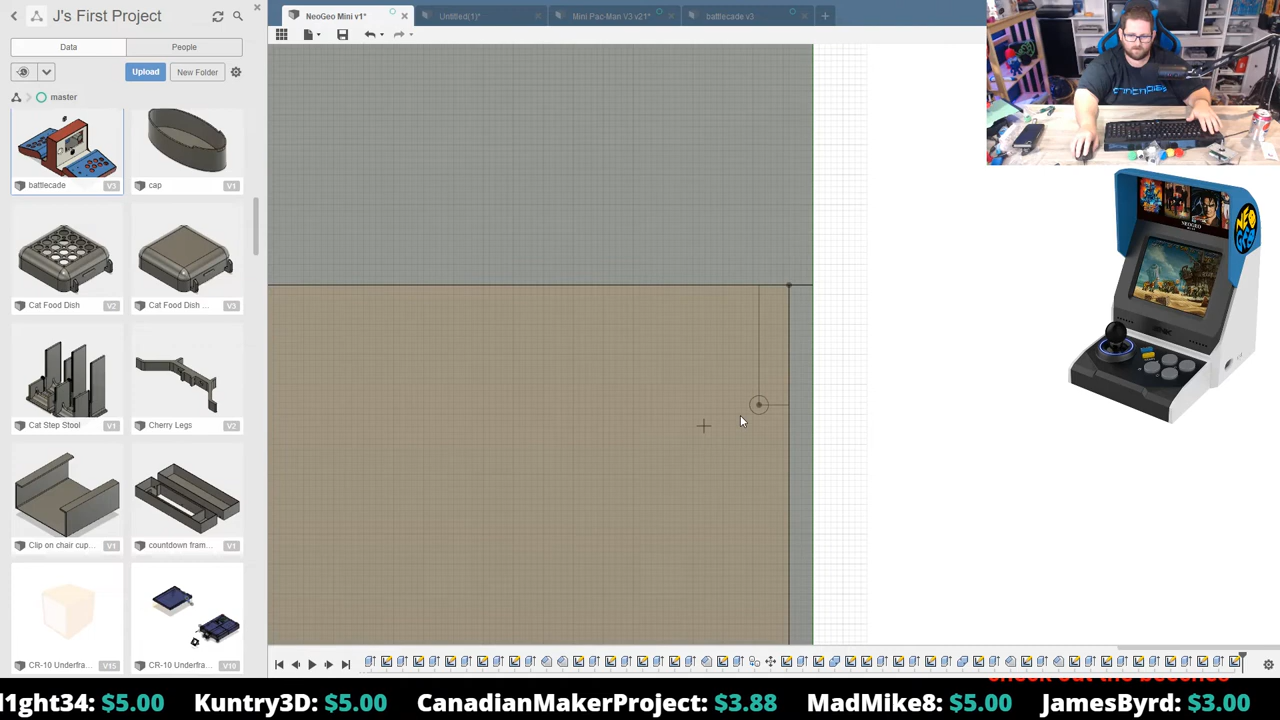 J's First Project
NeoGeo Mini v1*
Untitled(1)*
Mini Pac-Man V3 v21*
battlecade v3
Data
People
Upload
New Folder
master
battlecade V3
cap V1
Cat Food Dish V2
Cat Food Dish ... V3
Cat Step Stool V1
Cherry Legs V2
Clip on chair cup... V1
countdown fram... V1
CR-10 Underfra... V15
CR-10 Underfra... V10
NEOGEO
NEO
GEO
l1ght34: $5.00 Kuntry3D: $5.00 CanadianMakerProject: $3.88 MadMike8: $5.00 JamesByrd: $3.00